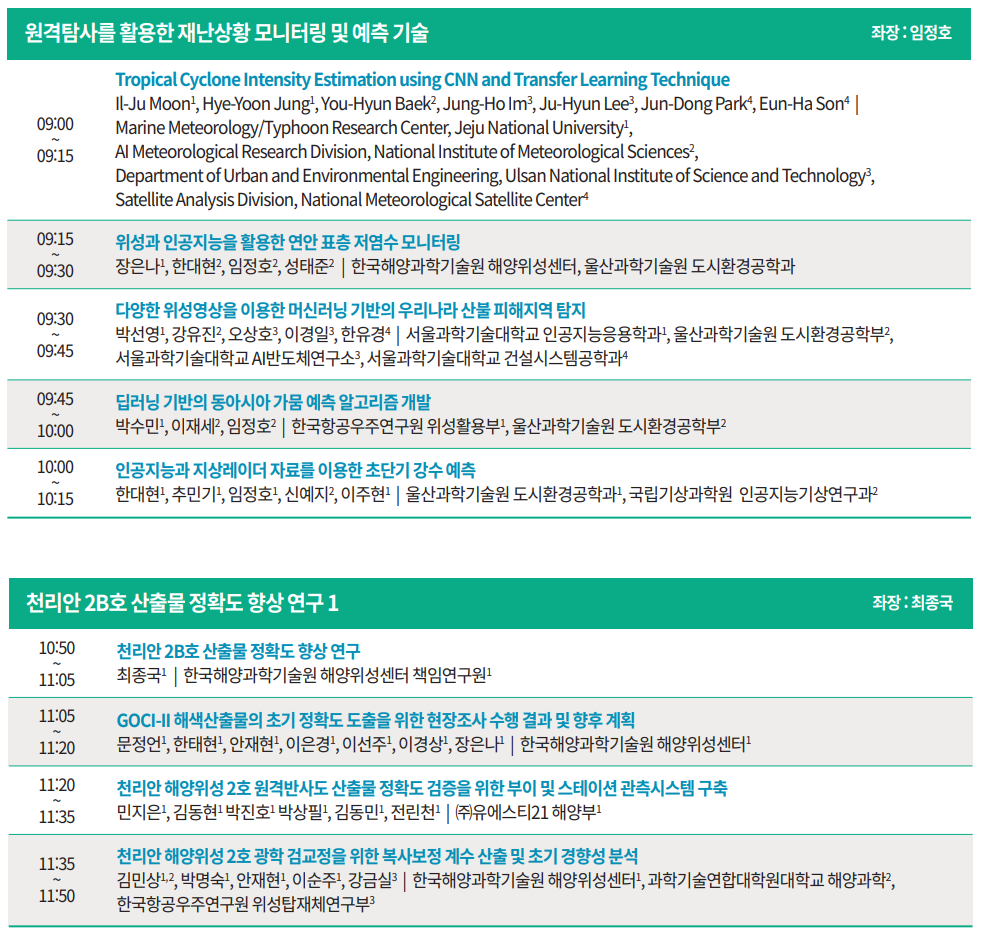 원격탐사를 활용한 재난상황 모니터링 및 예측 기술 좌장 : 임정호
09:00
~
09:15
Tropical Cyclone Intensity Estimation using CNN and Transfer Learning Technique
Il-Ju Moon¹, Hye-Yoon Jung¹, You-Hyun Baek², Jung-Ho Im³, Ju-Hyun Lee³, Jun-Dong Park⁴, Eun-Ha Son⁴ |
Marine Meteorology/Typhoon Research Center, Jeju National University¹,
AI Meteorological Research Division, National Institute of Meteorological Sciences²,
Department of Urban and Environmental Engineering, Ulsan National Institute of Science and Technology³,
Satellite Analysis Division, National Meteorological Satellite Center⁴
09:15
~
09:30
위성과 인공지능을 활용한 연안 표층 저염수 모니터링
장은나¹, 한대현², 임정호², 성태준² | 한국해양과학기술원 해양위성센터, 울산과학기술원 도시환경공학과
09:30
~
09:45
다양한 위성영상을 이용한 머신러닝 기반의 우리나라 산불 피해지역 탐지
박선영¹, 강유진², 오상호³, 이경일³, 한유경⁴ | 서울과학기술대학교 인공지능응용학과¹, 울산과학기술원 도시환경공학부²,
서울과학기술대학교 AI반도체연구소³, 서울과학기술대학교 건설시스템공학과⁴
09:45
~
10:00
딥러닝 기반의 동아시아 가뭄 예측 알고리즘 개발
박수민¹, 이재세², 임정호² | 한국항공우주연구원 위성활용부¹, 울산과학기술원 도시환경공학부²
10:00
~
10:15
인공지능과 지상레이더 자료를 이용한 초단기 강수 예측
한대현¹, 추민기¹, 임정호¹, 신예지², 이주현¹ | 울산과학기술원 도시환경공학과¹, 국립기상과학원 인공지능기상연구과²
천리안 2B호 산출물 정확도 향상 연구 1 좌장 : 최종국
10:50
~
11:05
천리안 2B호 산출물 정확도 향상 연구
최종국¹ | 한국해양과학기술원 해양위성센터 책임연구원¹
11:05
~
11:20
GOCI-II 해색산출물의 초기 정확도 도출을 위한 현장조사 수행 결과 및 향후 계획
문정언¹, 한태현¹, 안재현¹, 이은경¹, 이선주¹, 이경상¹, 장은나¹ | 한국해양과학기술원 해양위성센터¹
11:20
~
11:35
천리안 해양위성 2호 원격반사도 산출물 정확도 검증을 위한 부이 및 스테이션 관측시스템 구축
민지은¹, 김동현¹ 박진호¹ 박상필¹, 김동민¹, 전린천¹ | ㈜유에스티21 해양부¹
11:35
~
11:50
천리안 해양위성 2호 광학 검교정을 위한 복사보정 계수 산출 및 초기 경향성 분석
김민상¹,², 박명숙¹, 안재현¹, 이순주¹, 강금실³ | 한국해양과학기술원 해양위성센터¹, 과학기술연합대학원대학교 해양과학²,
한국항공우주연구원 위성탑재체연구부³